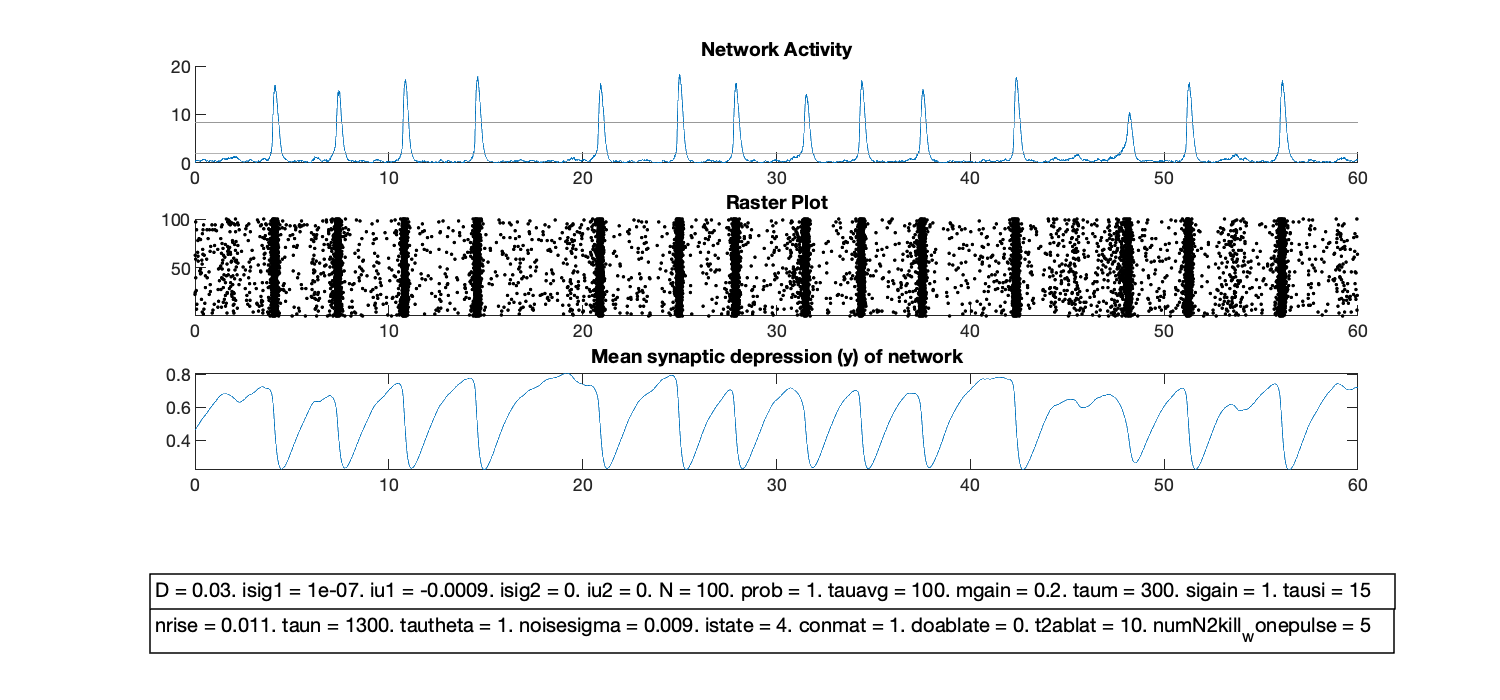 Network Activity
20
10
0
0 10 20 30 40 50 60
Raster Plot
100
50
0 10 20 30 40 50 60
Mean synaptic depression (y) of network
0.8
0.6
0.4
0 10 20 30 40 50 60
D = 0.03. isig1 = 1e-07. iu1 = -0.0009. isig2 = 0. iu2 = 0. N = 100. prob = 1. tauavg = 100. mgain = 0.2. taum = 300. sigain = 1. tausi = 15
nrise = 0.011. taun = 1300. tautheta = 1. noisesigma = 0.009. istate = 4. conmat = 1. doablate = 0. t2ablat = 10. numN2kill_wonepulse = 5